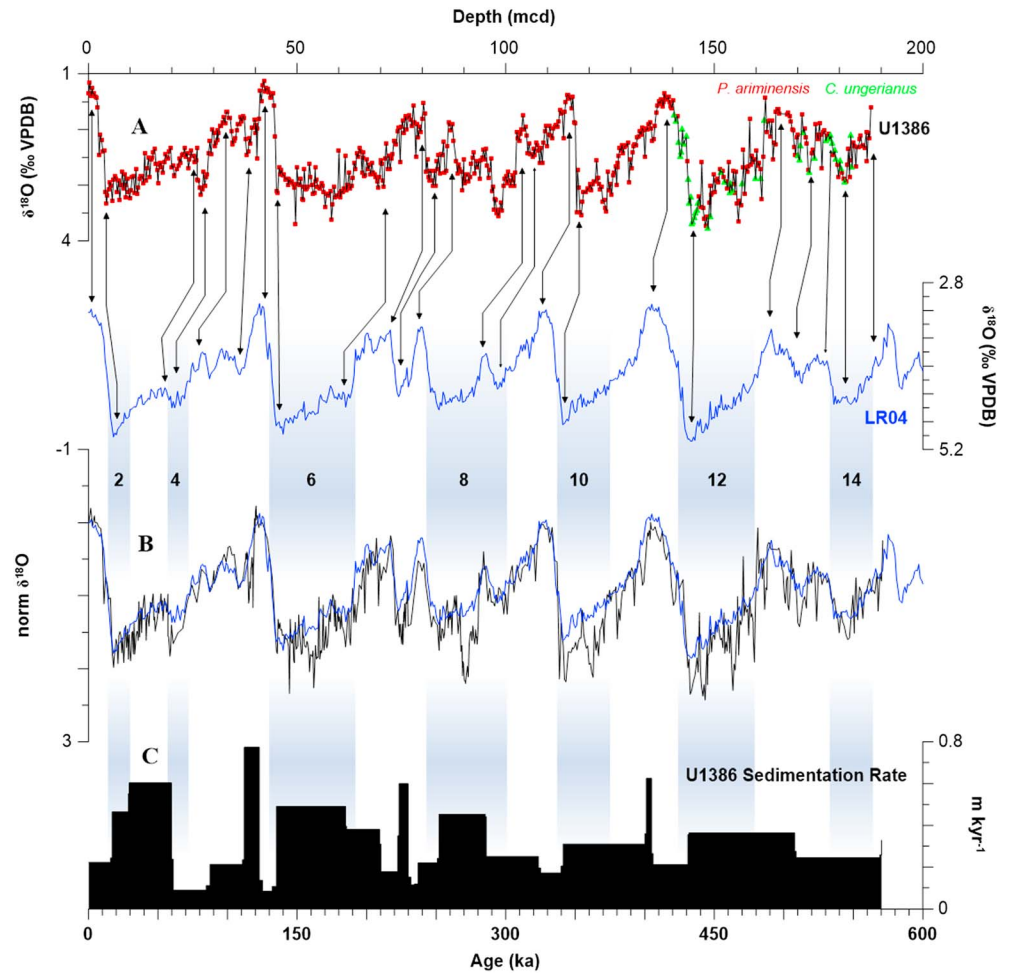 Depth (mcd)
0 50 100 150 200
1
P. ariminensis C. ungerianus
A
U1386
δ¹⁸O (‰ VPDB)
4
2.8
δ¹⁸O (‰ VPDB)
LR04
5.2
-1
2 4 6 8 10 12 14
B
norm δ¹⁸O
3
C
0.8
U1386 Sedimentation Rate
m kyr⁻¹
0
0 150 300 450 600
Age (ka)